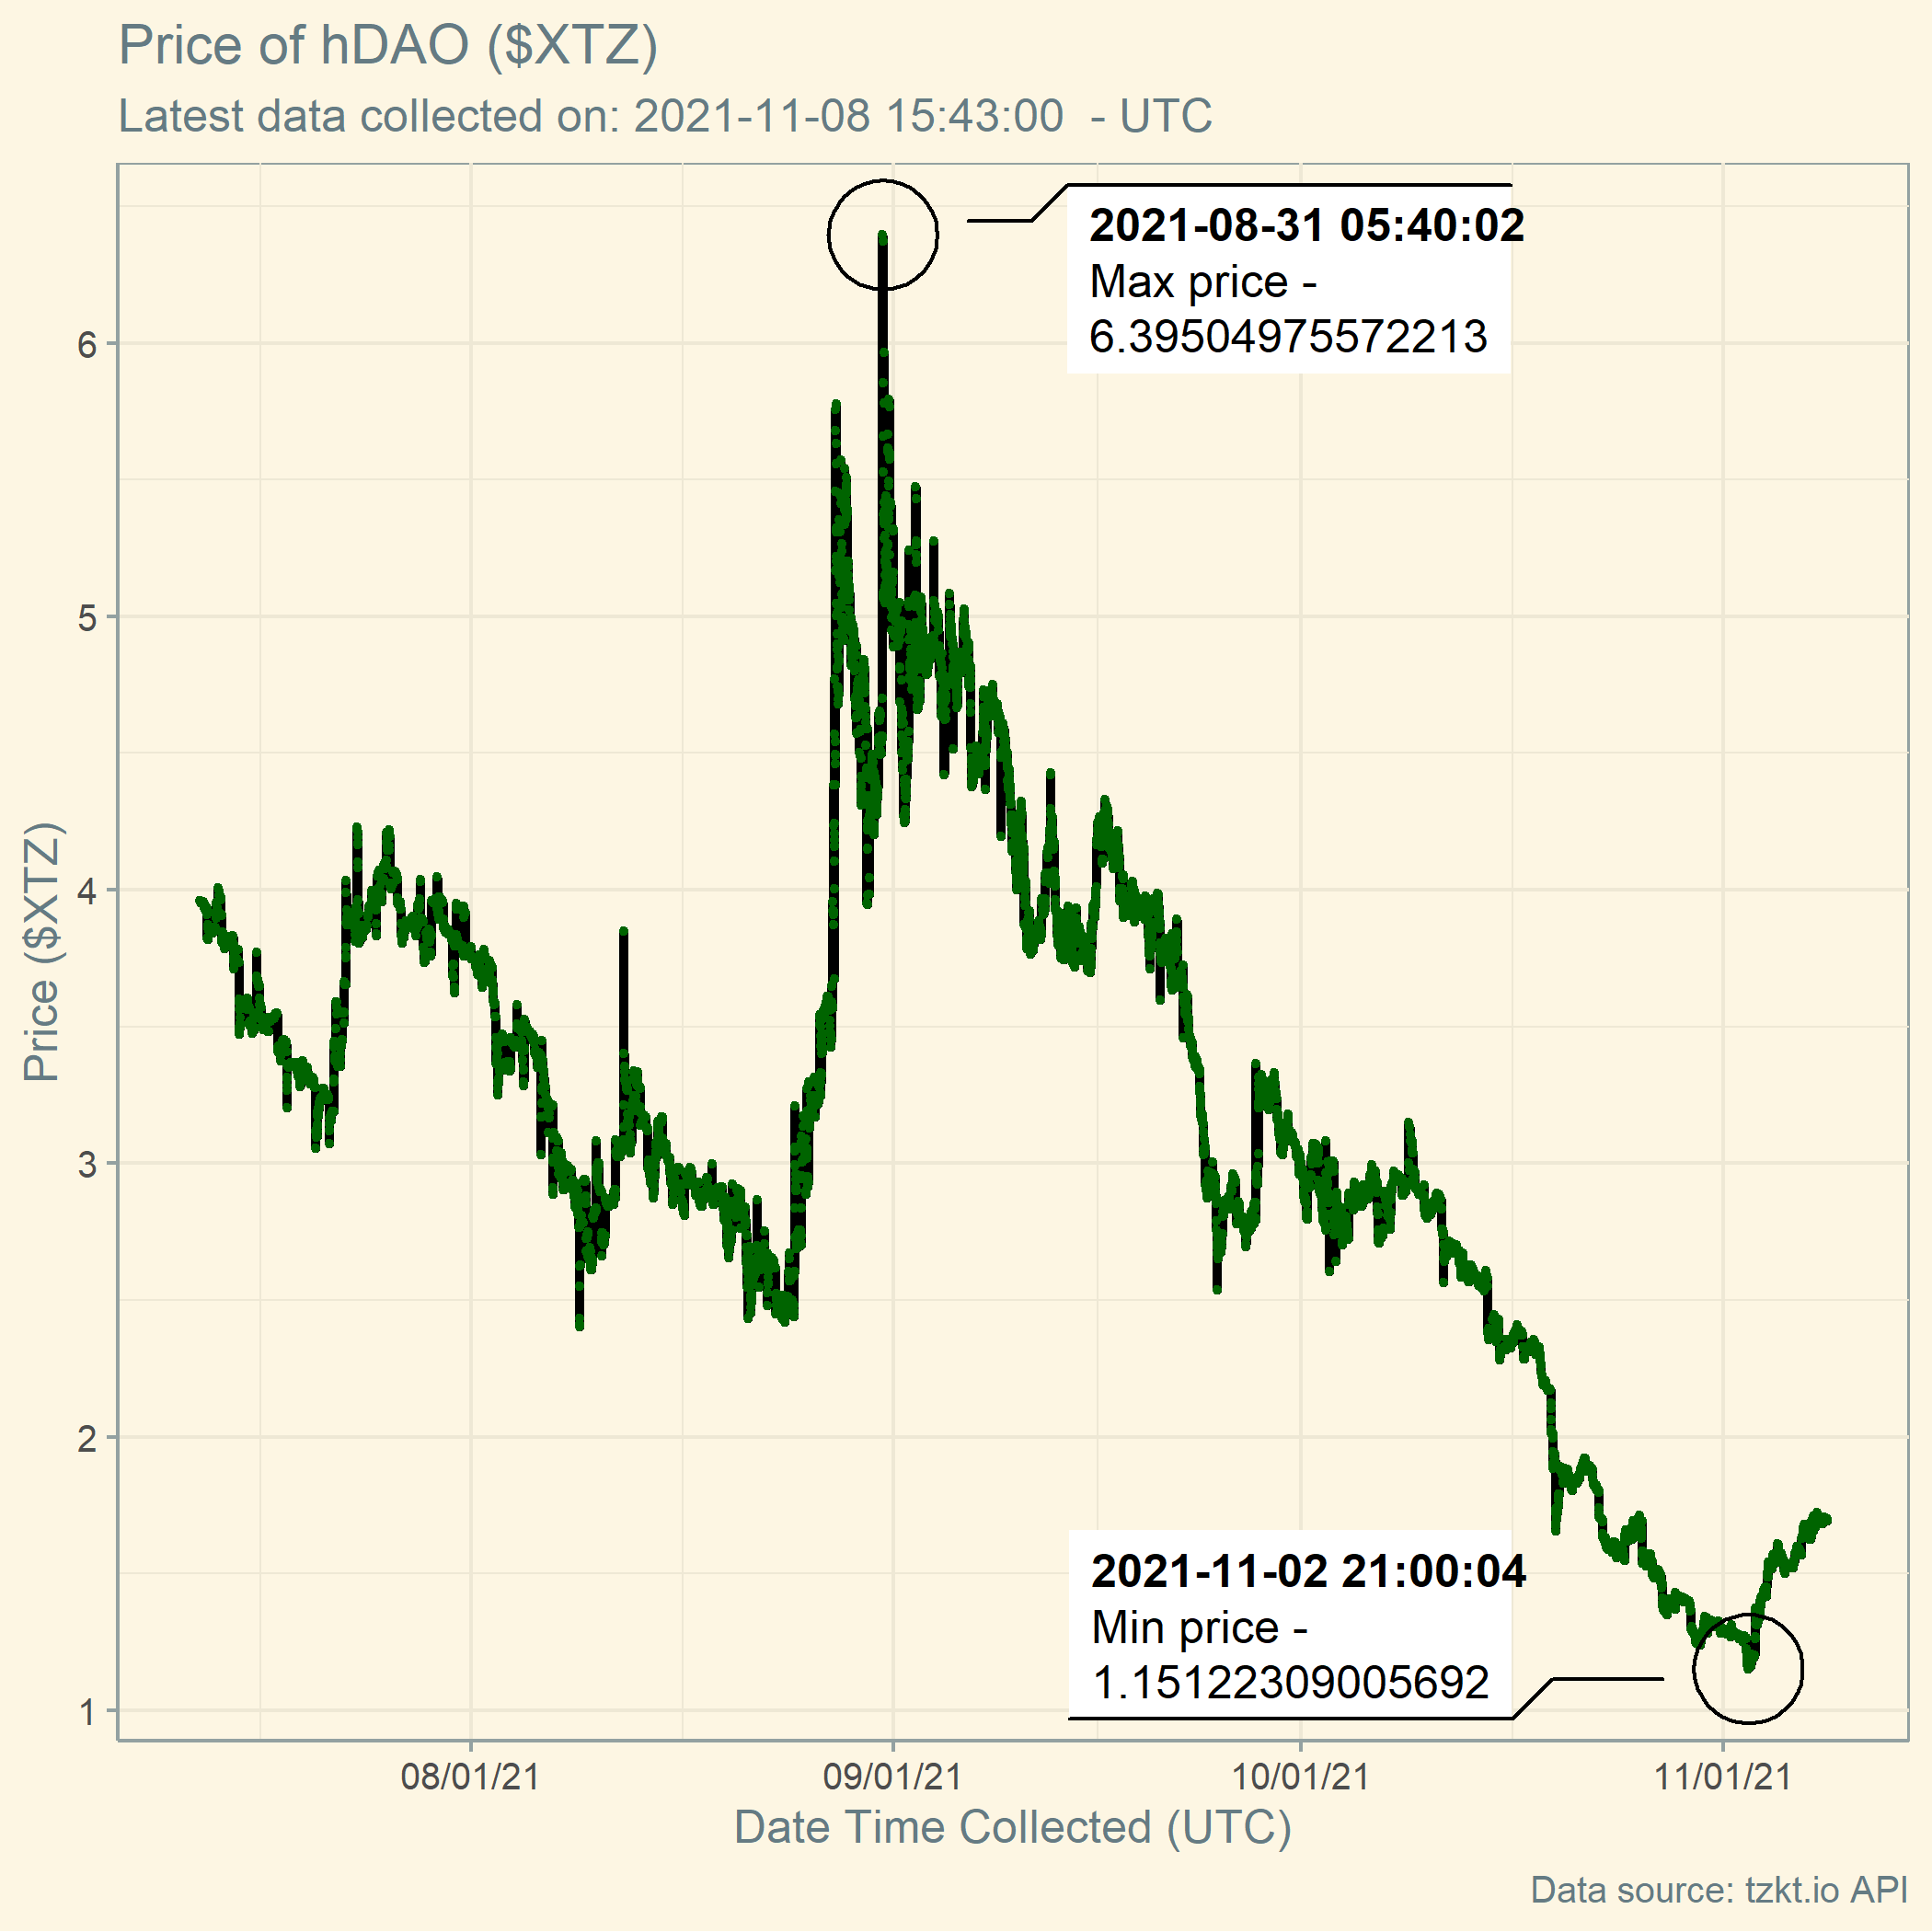 Price of hDAO ($XTZ)
Latest data collected on: 2021-11-08 15:43:00  - UTC
2021-08-31 05:40:02
Max price -
6.39504975572213
6
5
4
3
2
1
Price ($XTZ)
2021-11-02 21:00:04
Min price -
1.15122309005692
08/01/21
09/01/21
10/01/21
11/01/21
Date Time Collected (UTC)
Data source: tzkt.io API